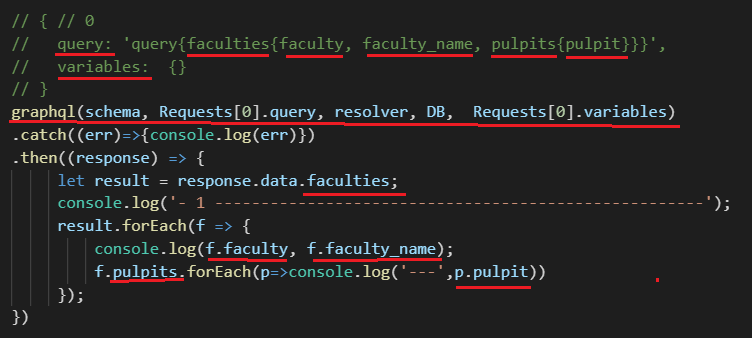 // { // 0
//   query: 'query{faculties{faculty, faculty_name, pulpits{pulpit}}}',
//   variables:  {}
// }
graphql(schema, Requests[0].query, resolver, DB,  Requests[0].variables)
.catch((err)=>{console.log(err)})
.then((response) => {
    let result = response.data.faculties;
    console.log('- 1 -----------------------------------------------------');
    result.forEach(f => {
        console.log(f.faculty, f.faculty_name);
        f.pulpits.forEach(p=>console.log('---',p.pulpit))
    });
})